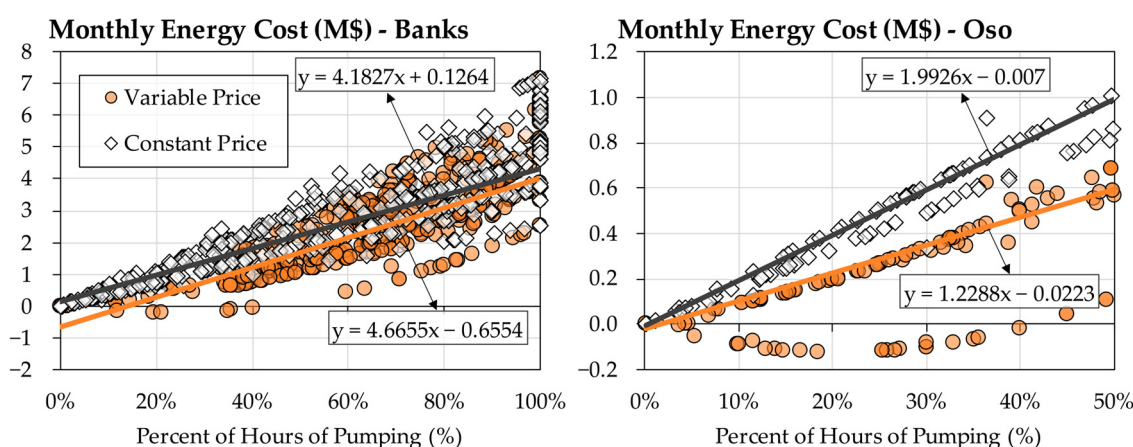 Monthly Energy Cost (M$) - Banks
8
7
6
5
4
3
2
1
0
−1
−2
Variable Price
Constant Price
y = 4.1827x + 0.1264
y = 4.6655x − 0.6554
0% 20% 40% 60% 80% 100%
Percent of Hours of Pumping (%)
Monthly Energy Cost (M$) - Oso
1.2
1.0
0.8
0.6
0.4
0.2
0.0
−0.2
y = 1.9926x − 0.007
y = 1.2288x − 0.0223
0% 10% 20% 30% 40% 50%
Percent of Hours of Pumping (%)